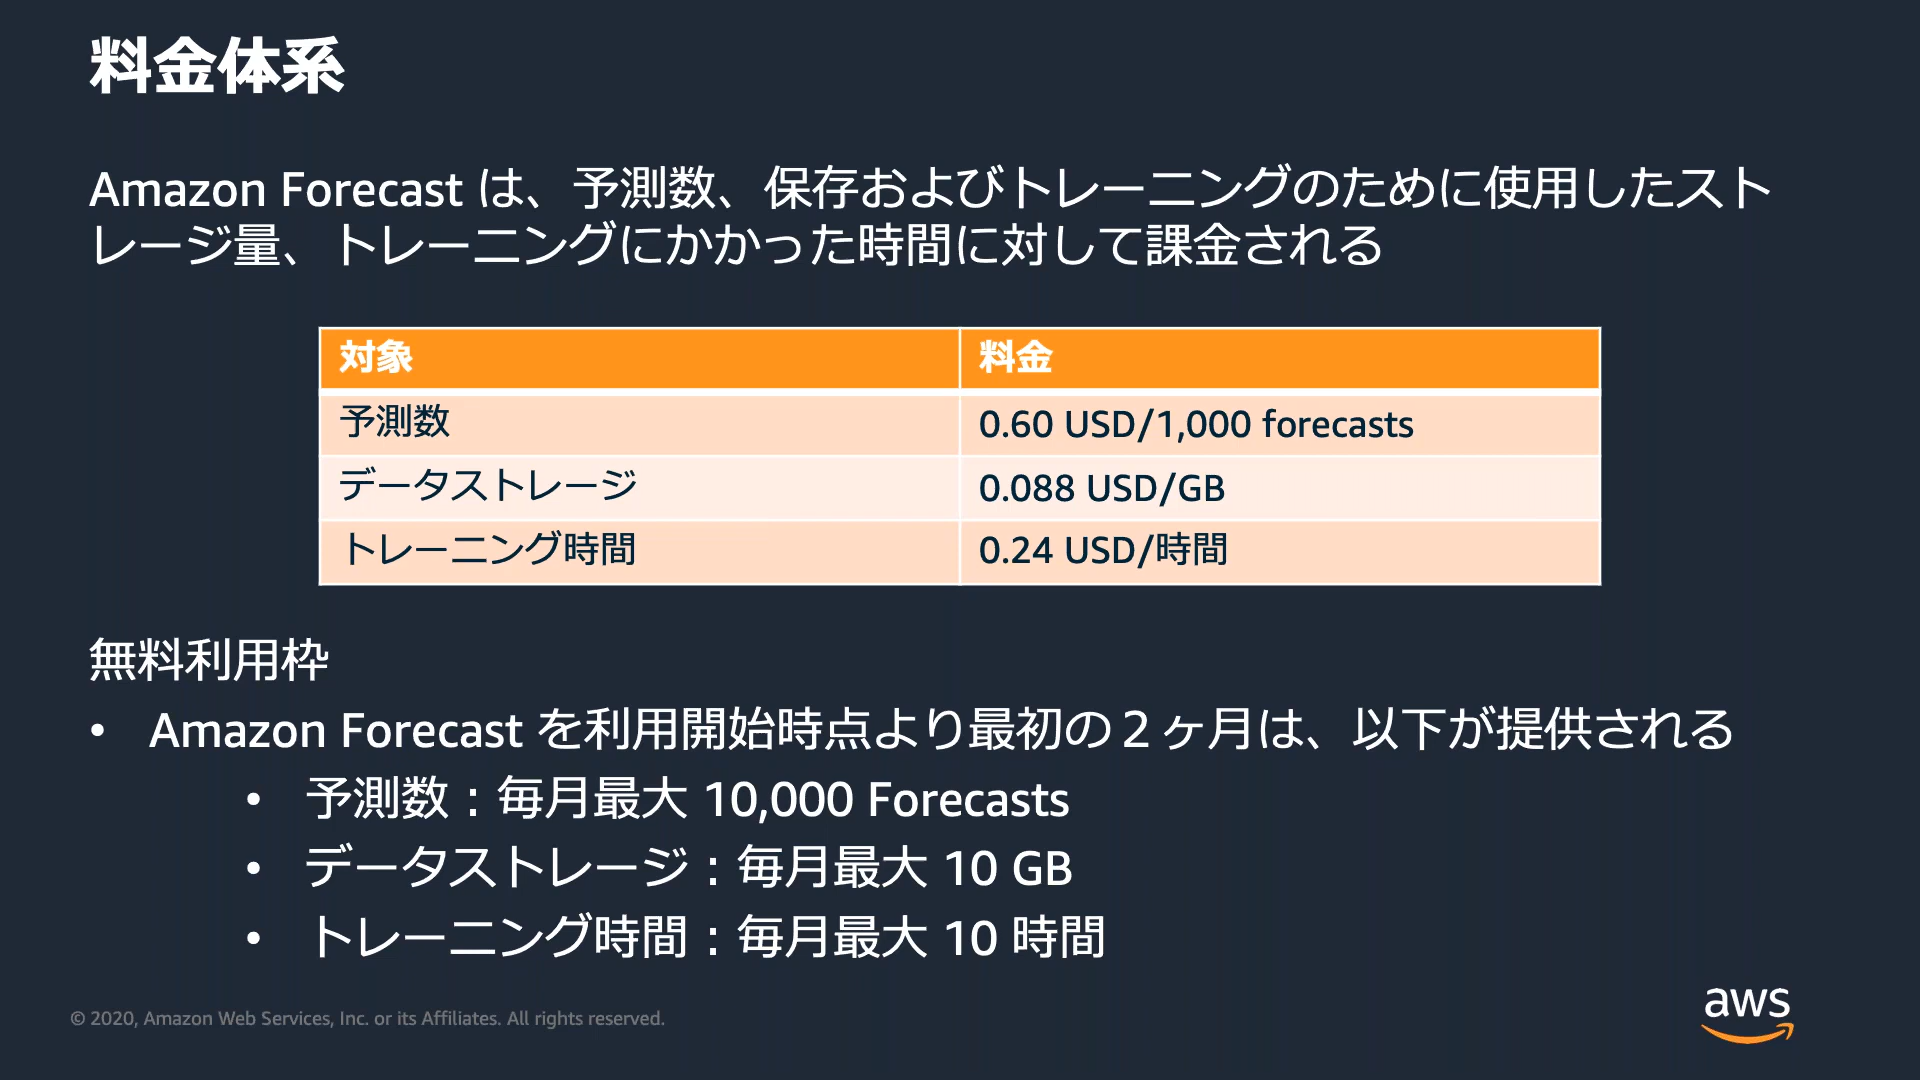 料金体系
Amazon Forecast は、予測数、保存およびトレーニングのために使用したスト
レージ量、トレーニングにかかった時間に対して課金される
対象
料金
予測数
0.60 USD/1,000 forecasts
データストレージ
0.088 USD/GB
トレーニング時間
0.24 USD/時間
無料利用枠
• Amazon Forecast を利用開始時点より最初の２ヶ月は、以下が提供される
• 予測数：毎月最大 10,000 Forecasts
• データストレージ：毎月最大 10 GB
• トレーニング時間：毎月最大 10 時間
© 2020, Amazon Web Services, Inc. or its Affiliates. All rights reserved.
aws